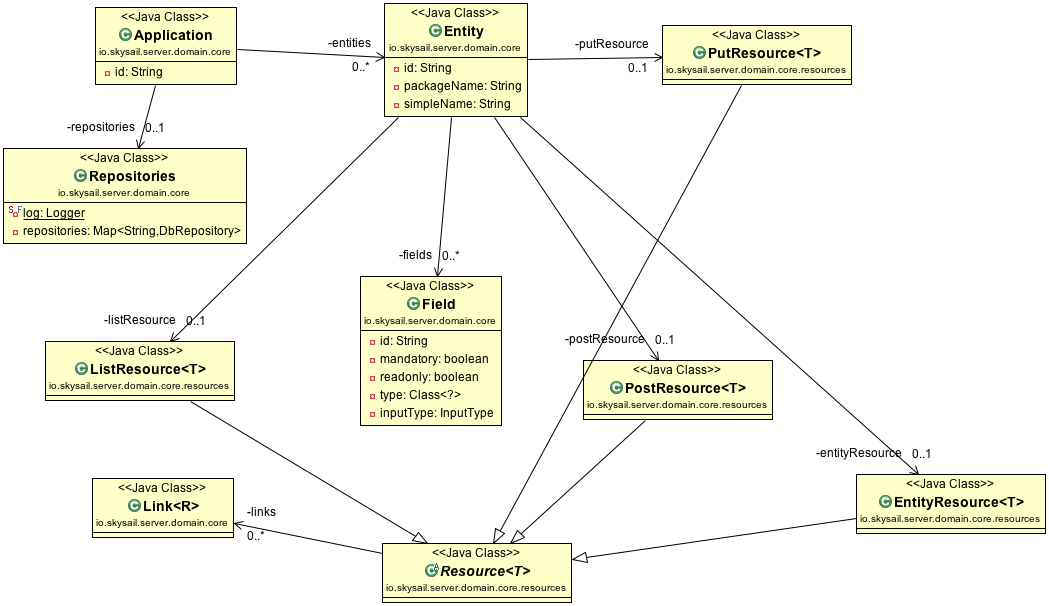 <<Java Class>>
Application
io.skysail.server.domain.core
id: String
-entities
0..*
<<Java Class>>
Entity
io.skysail.server.domain.core
id: String
packageName: String
simpleName: String
-putResource
0..1
<<Java Class>>
PutResource<T>
io.skysail.server.domain.core.resources
-repositories
0..1
<<Java Class>>
Repositories
io.skysail.server.domain.core
log: Logger
repositories: Map<String,DbRepository>
-fields
0..*
<<Java Class>>
Field
io.skysail.server.domain.core
id: String
mandatory: boolean
readonly: boolean
type: Class<?>
inputType: InputType
-listResource
0..1
<<Java Class>>
ListResource<T>
io.skysail.server.domain.core.resources
-postResource
0..1
<<Java Class>>
PostResource<T>
io.skysail.server.domain.core.resources
-entityResource
0..1
<<Java Class>>
EntityResource<T>
io.skysail.server.domain.core.resources
<<Java Class>>
Link<R>
io.skysail.server.domain.core
-links
0..*
<<Java Class>>
Resource<T>
io.skysail.server.domain.core.resources